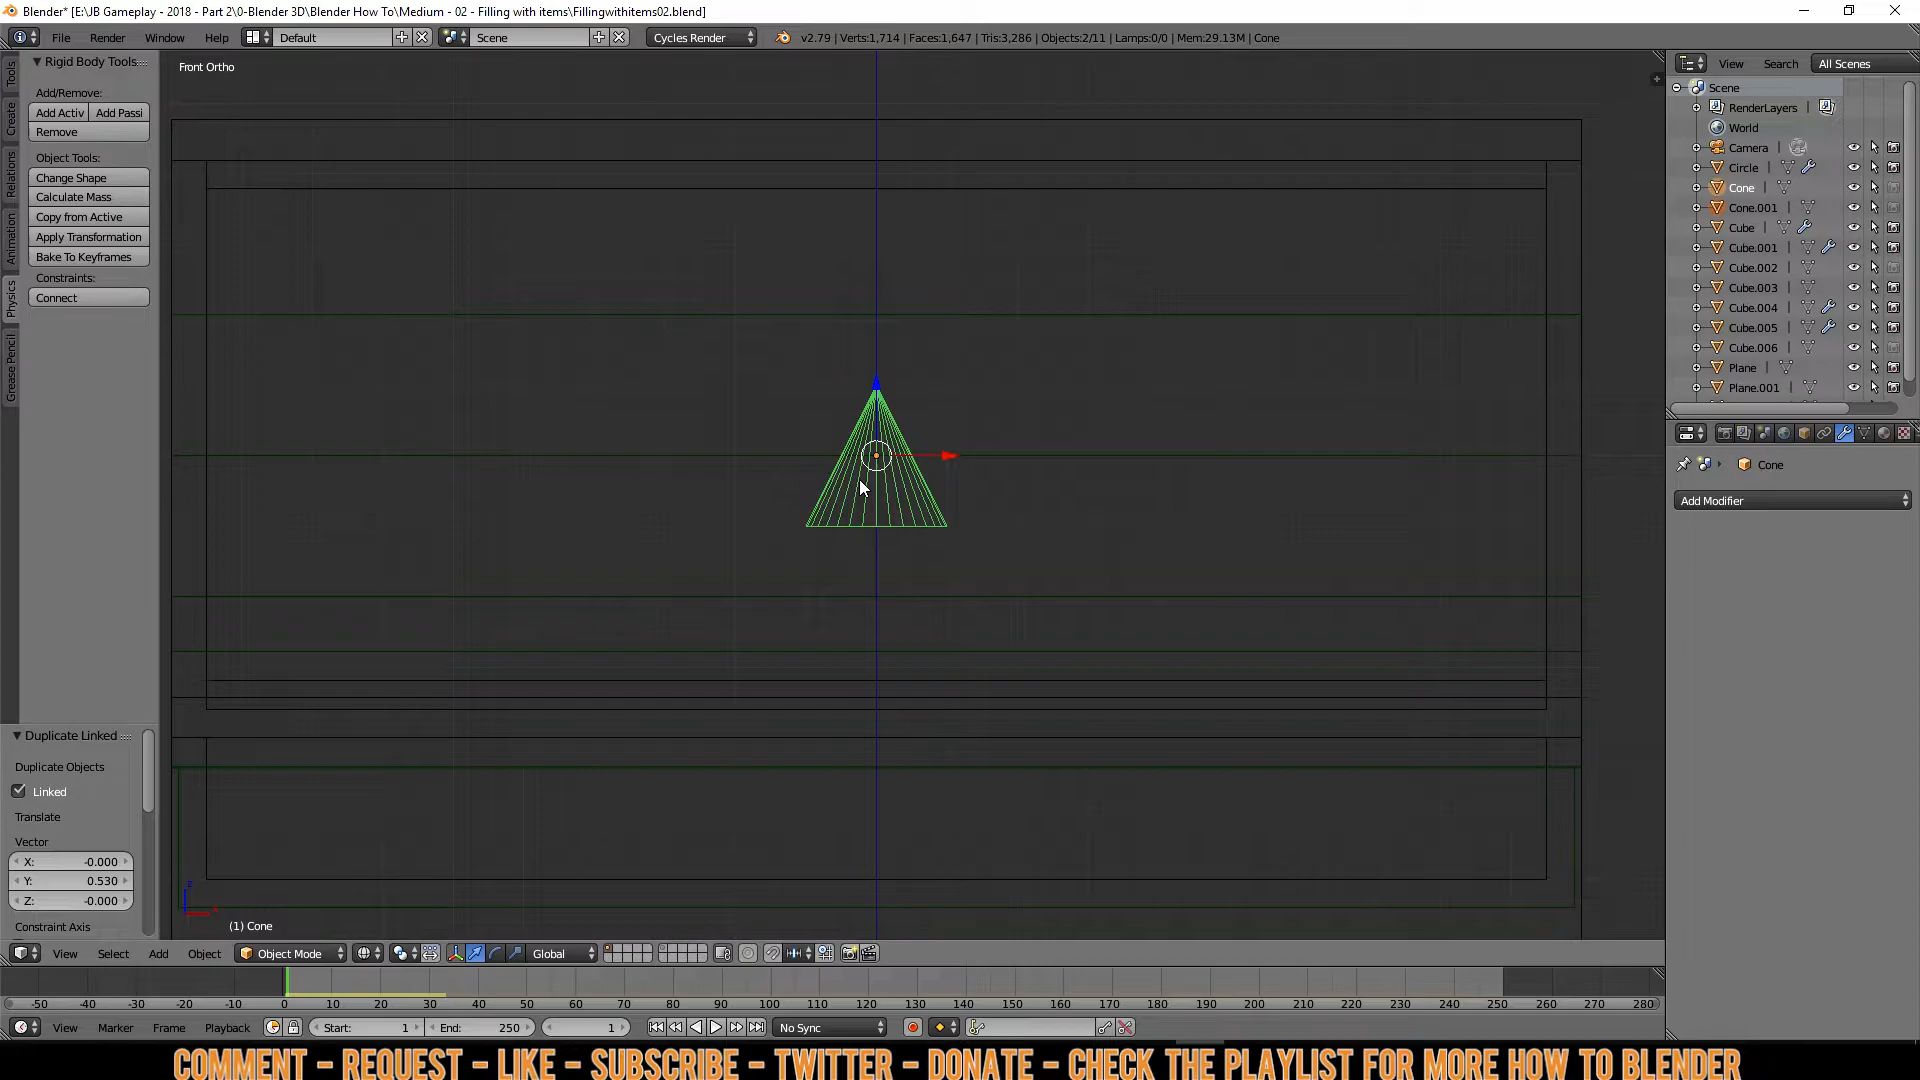 Blender* [E:\JB Gameplay - 2018 - Part 2\0-Blender 3D\Blender How To\Medium - 02 - Filling with items\Fillingwithitems02.blend]
File Render Window Help Default Scene Cycles Render v2.79 | Verts:1,714 | Faces:1,647 | Tris:3,286 | Objects:2/11 | Lamps:0/0 | Mem:29.13M | Cone
Rigid Body Tools
Add/Remove:
Add Activ Add Passi
Remove
Object Tools:
Change Shape
Calculate Mass
Copy from Active
Apply Transformation
Bake To Keyframes
Constraints:
Connect
Tools
Create
Relations
Animation
Physics
Grease Pencil
Front Ortho
View Search All Scenes
Scene
RenderLayers
World
Camera
Circle
Cone
Cone.001
Cube
Cube.001
Cube.002
Cube.003
Cube.004
Cube.005
Cube.006
Plane
Plane.001
Cone
Add Modifier
Duplicate Linked
Duplicate Objects
Linked
Translate
Vector
X: -0.000
Y: 0.530
Z: -0.000
Constraint Axis
z
x
(1) Cone
View Select Add Object Object Mode Global
-50 -40 -30 -20 -10 0 10 20 30 40 50 60 70 80 90 100 110 120 130 140 150 160 170 180 190 200 210 220 230 240 250 260 270 280
View Marker Frame Playback Start: 1 End: 250 1 No Sync
COMMENT - REQUEST - LIKE - SUBSCRIBE - TWITTER - DONATE - CHECK THE PLAYLIST FOR MORE HOW TO BLENDER